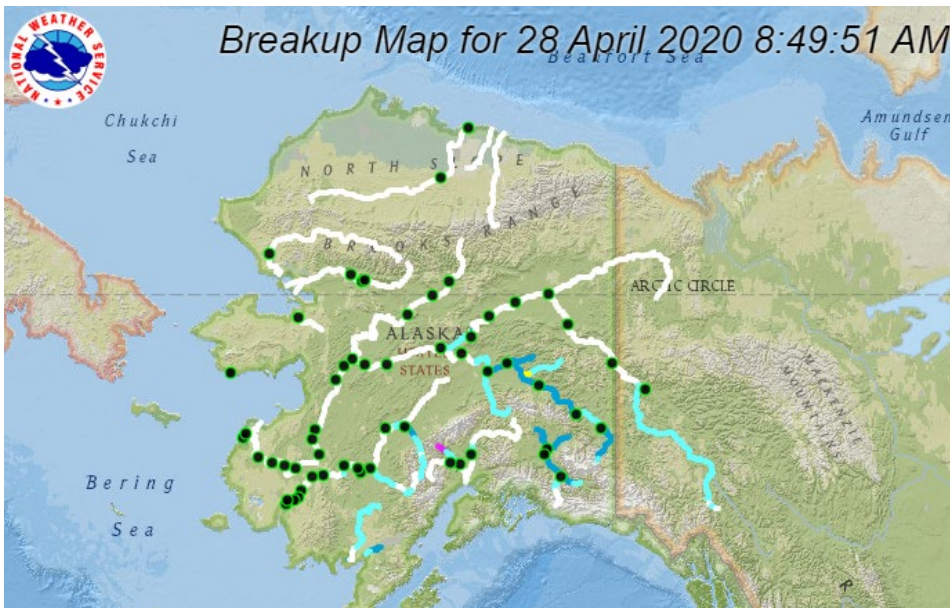 NATIONAL WEATHER SERVICE
Breakup Map for 28 April 2020 8:49:51 AM
Beaufort Sea
Chukchi
Sea
Amundsen
Gulf
NORTH SLOPE
BROOKS RANGE
ARCTIC CIRCLE
ALASKA
UNITED
STATES
MACKENZIE
MOUNTAINS
Bering
Sea
R